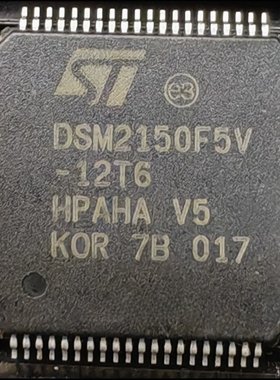 ST e3
DSM2150F5V
-12T6
HPAHA V5
KOR 7B 017